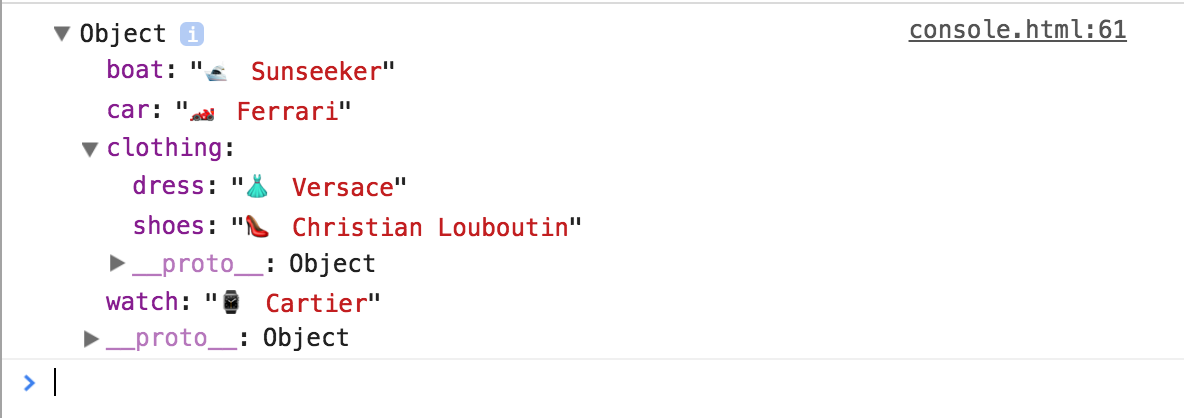 ▼ Object i console.html:61
boat: "🛥 Sunseeker"
car: "🏎 Ferrari"
▼ clothing:
dress: "👗 Versace"
shoes: "👠 Christian Louboutin"
▶ __proto__: Object
watch: "⌚ Cartier"
▶ __proto__: Object
>